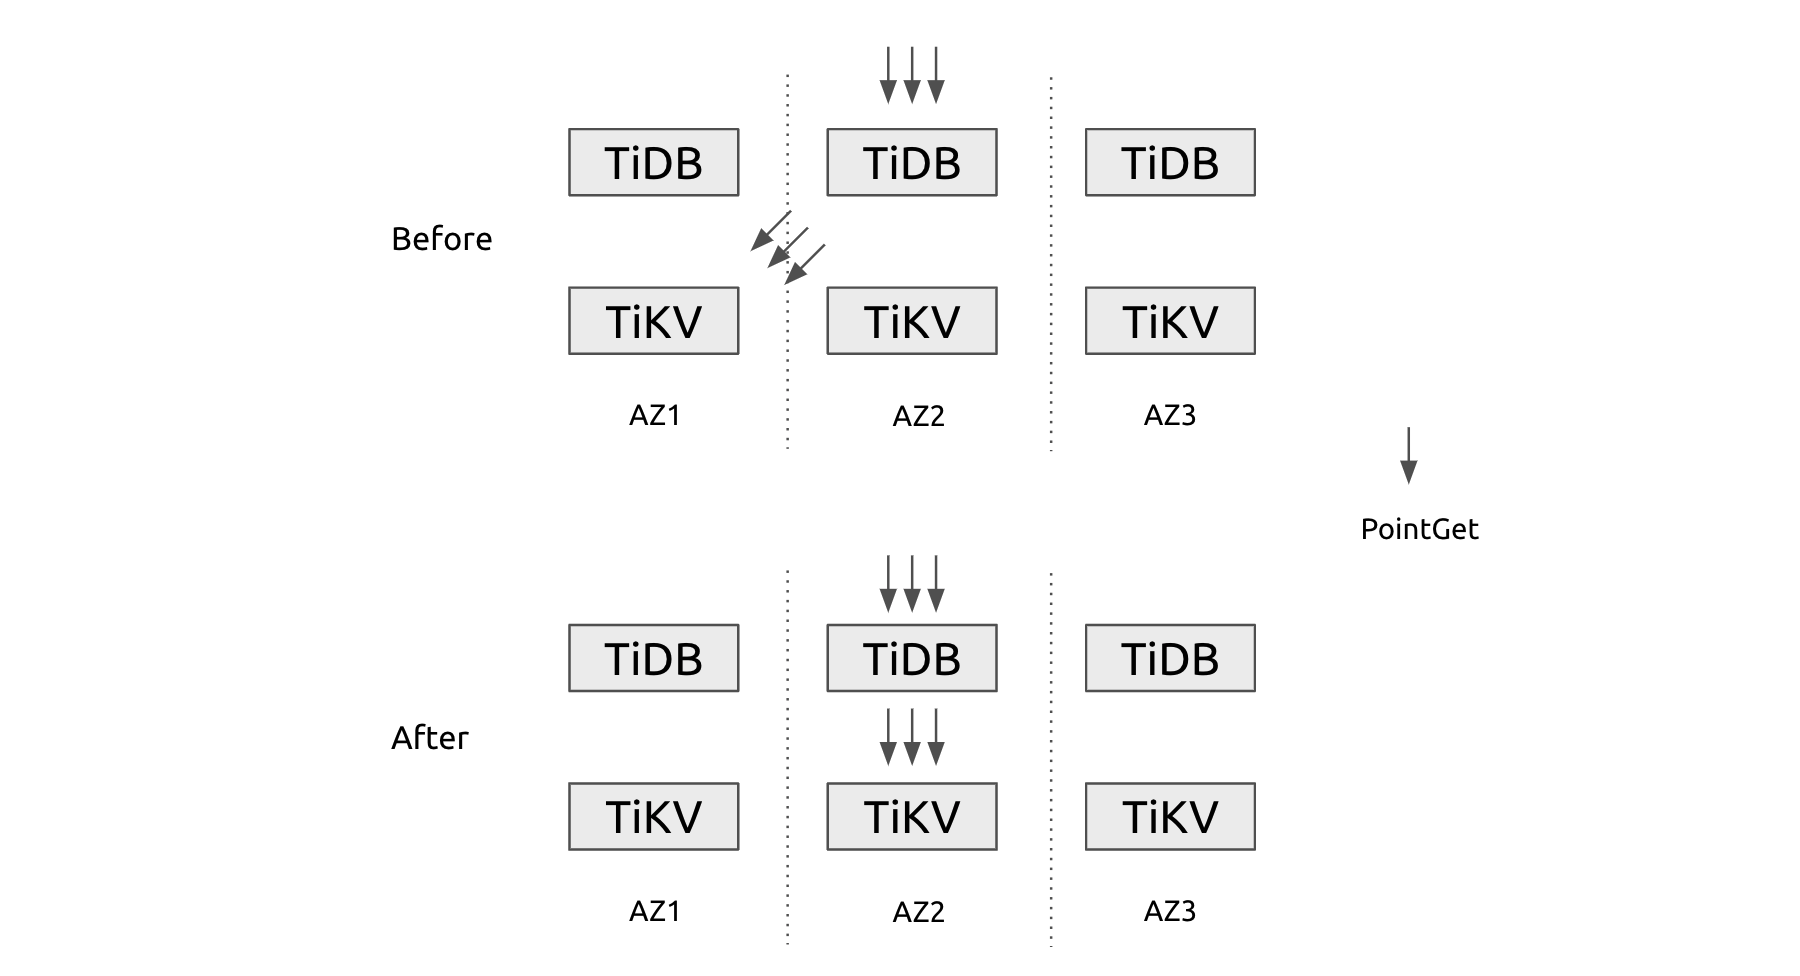 TiDB TiDB TiDB
Before
TiKV TiKV TiKV
AZ1 AZ2 AZ3
PointGet
TiDB TiDB TiDB
After
TiKV TiKV TiKV
AZ1 AZ2 AZ3